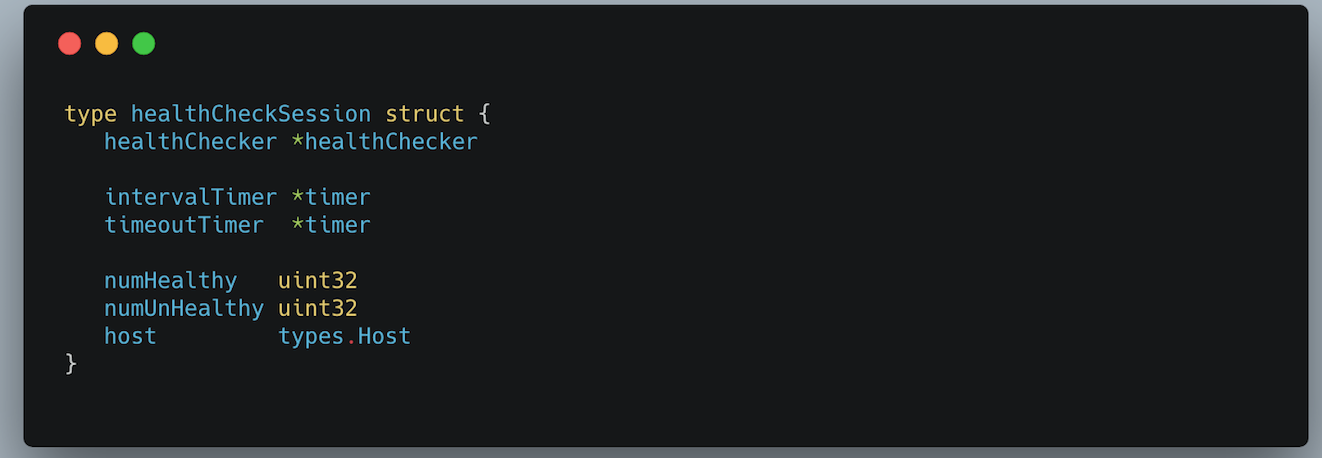 type healthCheckSession struct {
   healthChecker *healthChecker

   intervalTimer *timer
   timeoutTimer  *timer

   numHealthy   uint32
   numUnHealthy uint32
   host         types.Host
}